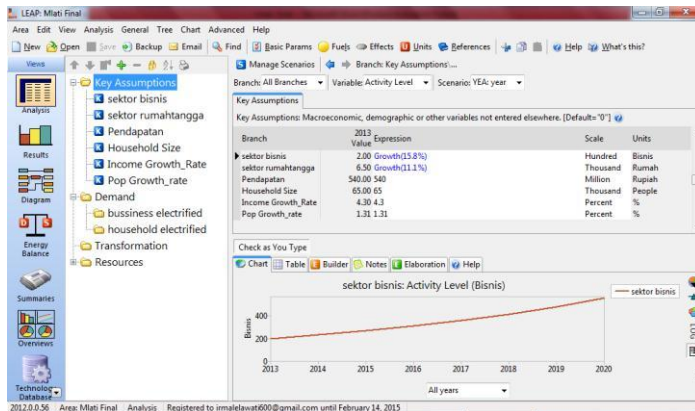 LEAP: Mlati Final
Area Edit View Analysis General Tree Chart Advanced Help
New Open Save Backup Email Find Basic Params Fuels Effects Units References Help What's this?
Views
Analysis
Results
Diagram
Energy Balance
Summaries
Overviews
Technology Database
Key Assumptions
sektor bisnis
sektor rumahtangga
Pendapatan
Household Size
Income Growth_Rate
Pop Growth_rate
Demand
bussiness electrified
household electrified
Transformation
Resources
Manage Scenarios Branch: Key Assumptions\...
Branch: All Branches Variable: Activity Level Scenario: YEA: year
Key Assumptions
Key Assumptions: Macroeconomic, demographic or other variables not entered elsewhere. [Default="0"]
Branch 2013 Value Expression Scale Units
sektor bisnis 2.00 Growth(15.8%) Hundred Bisnis
sektor rumahtangga 6.50 Growth(11.1%) Thousand Rumah
Pendapatan 540.00 540 Million Rupiah
Household Size 65.00 65 Thousand People
Income Growth_Rate 4.30 4.3 Percent %
Pop Growth_rate 1.31 1.31 Percent %
Check as You Type
Chart Table Builder Notes Elaboration Help
sektor bisnis: Activity Level (Bisnis)
sektor bisnis
Bisnis
400
200
0
2013 2014 2015 2016 2017 2018 2019 2020
All years
2012.0.0.56 Area: Mlati Final Analysis Registered to irmalelawati600@gmail.com until February 14, 2015